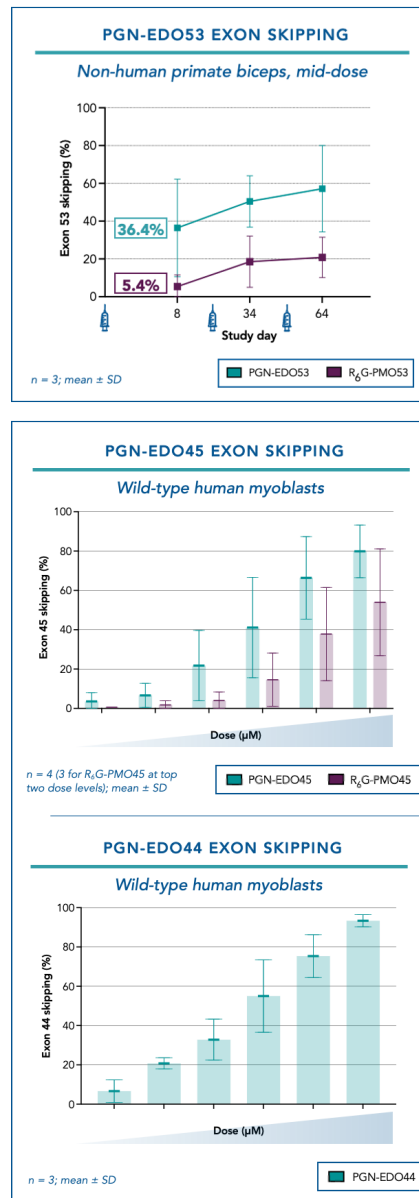 PGN-EDO53 EXON SKIPPING
Non-human primate biceps, mid-dose
Exon 53 skipping (%)
100
80
60
40
20
0
36.4%
5.4%
8
34
64
Study day
n = 3; mean ± SD
PGN-EDO53
R₆G-PMO53
PGN-EDO45 EXON SKIPPING
Wild-type human myoblasts
Exon 45 skipping (%)
100
80
60
40
20
0
Dose (µM)
n = 4 (3 for R₆G-PMO45 at top
two dose levels); mean ± SD
PGN-EDO45
R₆G-PMO45
PGN-EDO44 EXON SKIPPING
Wild-type human myoblasts
Exon 44 skipping (%)
100
80
60
40
20
0
Dose (µM)
n = 3; mean ± SD
PGN-EDO44